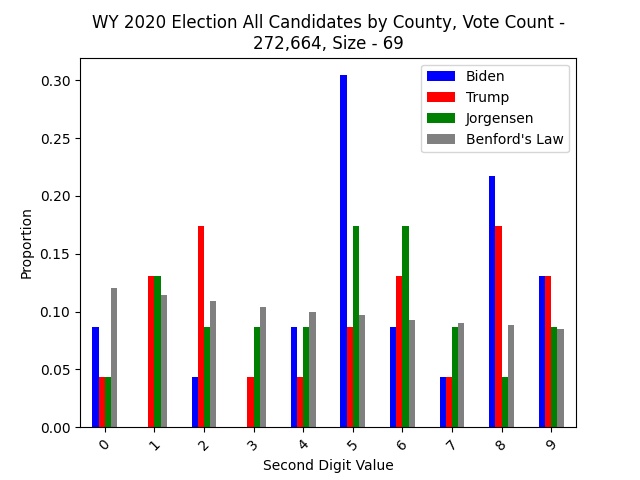 WY 2020 Election All Candidates by County, Vote Count -
272,664, Size - 69
Biden
Trump
Jorgensen
Benford's Law
Proportion
0.30
0.25
0.20
0.15
0.10
0.05
0.00
0 1 2 3 4 5 6 7 8 9
Second Digit Value